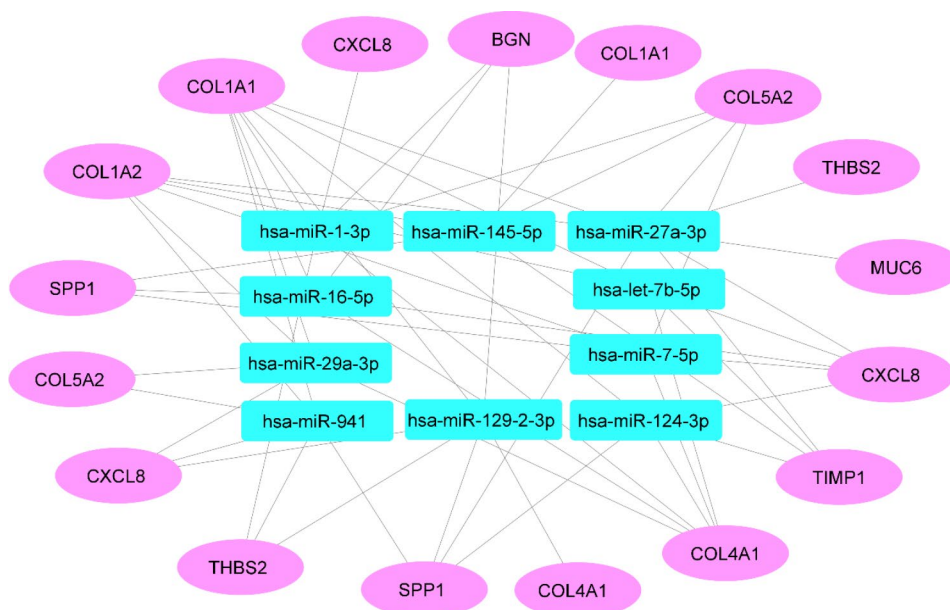 CXCL8
BGN
COL1A1
COL1A1
COL5A2
COL1A2
THBS2
hsa-miR-1-3p
hsa-miR-145-5p
hsa-miR-27a-3p
MUC6
SPP1
hsa-miR-16-5p
hsa-let-7b-5p
hsa-miR-29a-3p
hsa-miR-7-5p
COL5A2
CXCL8
hsa-miR-941
hsa-miR-129-2-3p
hsa-miR-124-3p
CXCL8
TIMP1
COL4A1
THBS2
SPP1
COL4A1